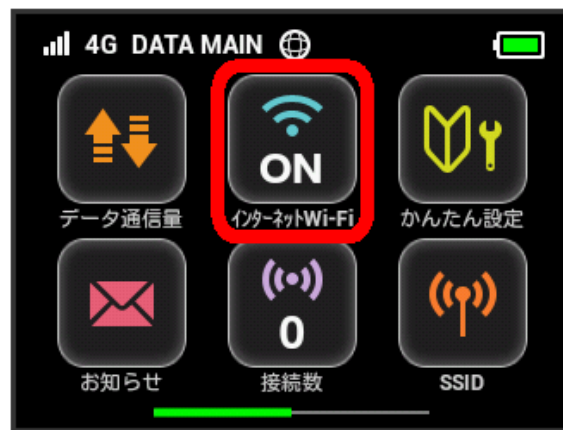 4G DATA MAIN
ON
データ通信量 インターネットWi-Fi かんたん設定
0
お知らせ 接続数 SSID